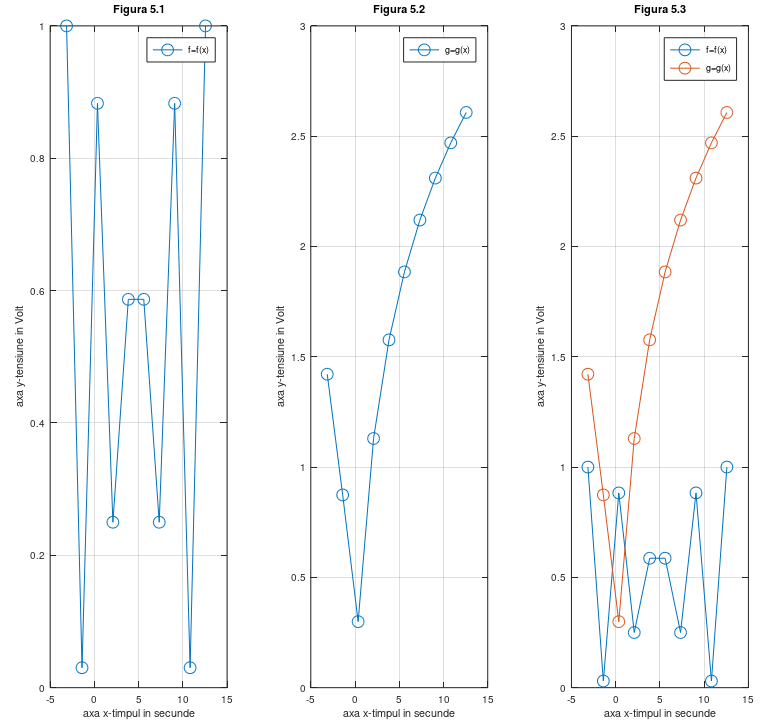 Figura 5.1
f=f(x)
1
0.8
0.6
0.4
0.2
0
axa y-tensiune in Volt
-5 0 5 10 15
axa x-timpul in secunde
Figura 5.2
g=g(x)
3
2.5
2
1.5
1
0.5
0
axa y-tensiune in Volt
-5 0 5 10 15
axa x-timpul in secunde
Figura 5.3
f=f(x)
g=g(x)
3
2.5
2
1.5
1
0.5
0
axa y-tensiune in Volt
-5 0 5 10 15
axa x-timpul in secunde